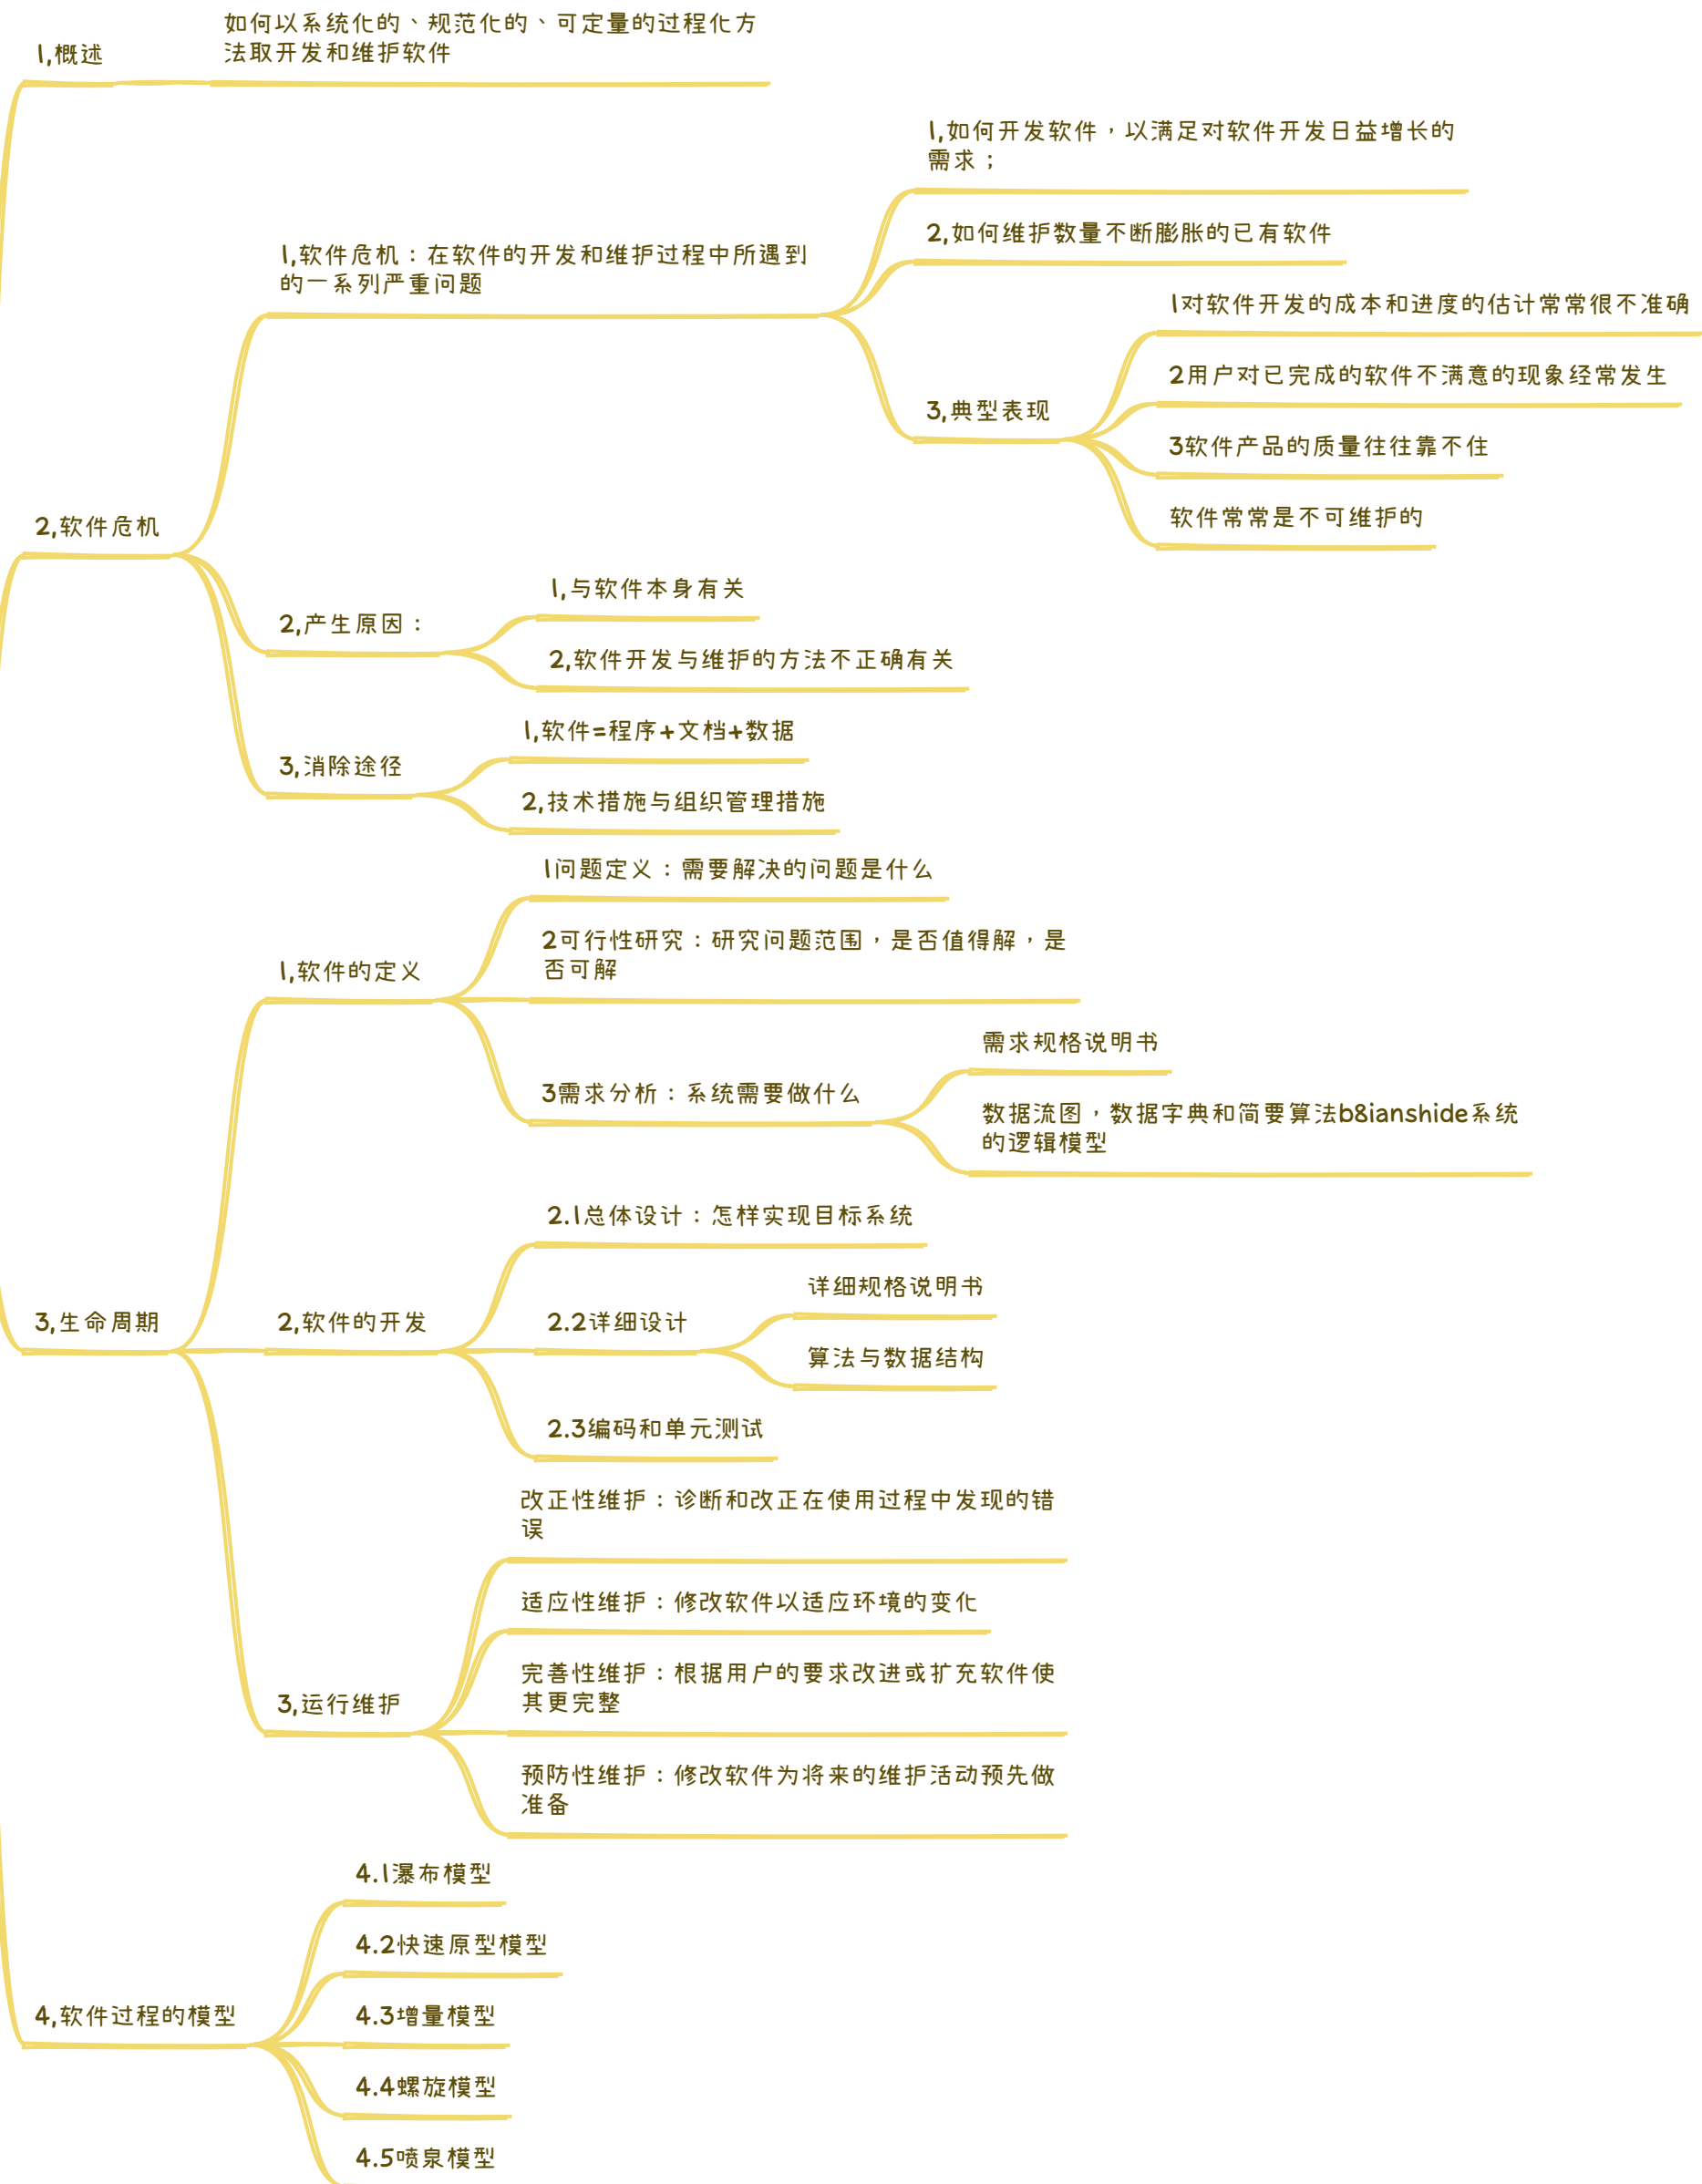 1,概述
如何以系统化的、规范化的、可定量的过程化方
法取开发和维护软件
2,软件危机
1,软件危机：在软件的开发和维护过程中所遇到
的一系列严重问题
1,如何开发软件，以满足对软件开发日益增长的
需求；
2,如何维护数量不断膨胀的已有软件
3,典型表现
1对软件开发的成本和进度的估计常常很不准确
2用户对已完成的软件不满意的现象经常发生
3软件产品的质量往往靠不住
软件常常是不可维护的
2,产生原因：
1,与软件本身有关
2,软件开发与维护的方法不正确有关
3,消除途径
1,软件=程序+文档+数据
2,技术措施与组织管理措施
3,生命周期
1,软件的定义
1问题定义：需要解决的问题是什么
2可行性研究：研究问题范围，是否值得解，是
否可解
3需求分析：系统需要做什么
需求规格说明书
数据流图，数据字典和简要算法b8ianshide系统
的逻辑模型
2,软件的开发
2.1总体设计：怎样实现目标系统
2.2详细设计
详细规格说明书
算法与数据结构
2.3编码和单元测试
3,运行维护
改正性维护：诊断和改正在使用过程中发现的错
误
适应性维护：修改软件以适应环境的变化
完善性维护：根据用户的要求改进或扩充软件使
其更完整
预防性维护：修改软件为将来的维护活动预先做
准备
4,软件过程的模型
4.1瀑布模型
4.2快速原型模型
4.3增量模型
4.4螺旋模型
4.5喷泉模型